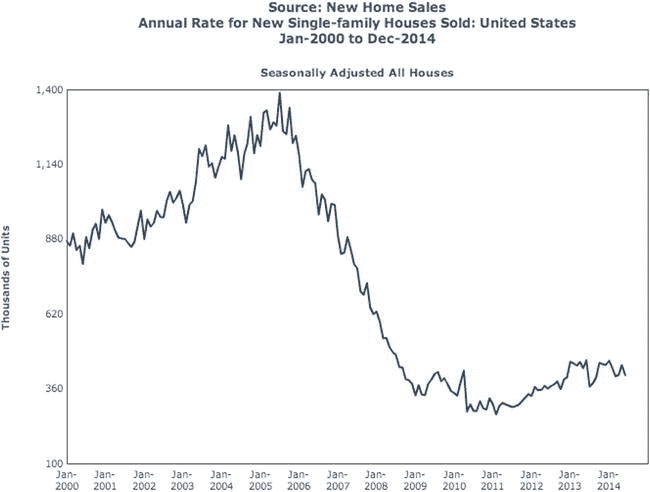 Source: New Home Sales
Annual Rate for New Single-family Houses Sold: United States
Jan-2000 to Dec-2014
Seasonally Adjusted All Houses
Thousands of Units
1,400
1,140
880
620
360
100
Jan-2000
Jan-2001
Jan-2002
Jan-2003
Jan-2004
Jan-2005
Jan-2006
Jan-2007
Jan-2008
Jan-2009
Jan-2010
Jan-2011
Jan-2012
Jan-2013
Jan-2014